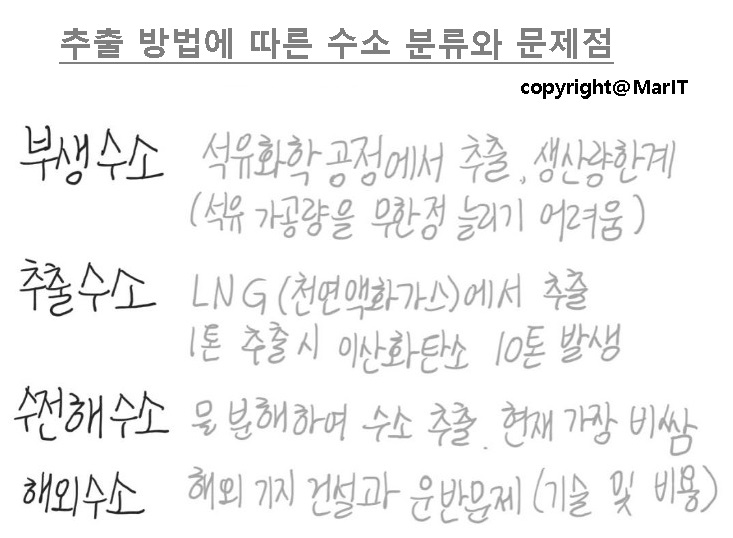 추출 방법에 따른 수소 분류와 문제점
copyright@MarIT
부생수소 석유화학 공정에서 추출, 생산량한계
(석유 가공량을 무한정 늘리기 어려움)
추출수소 LNG(천연액화가스)에서 추출
1톤 추출시 이산화탄소 10톤 발생
수전해수소 물 분해하여 수소 추출. 현재 가장 비쌈
해외수소 해외 기지 건설과 운반문제 (기술 및 비용)